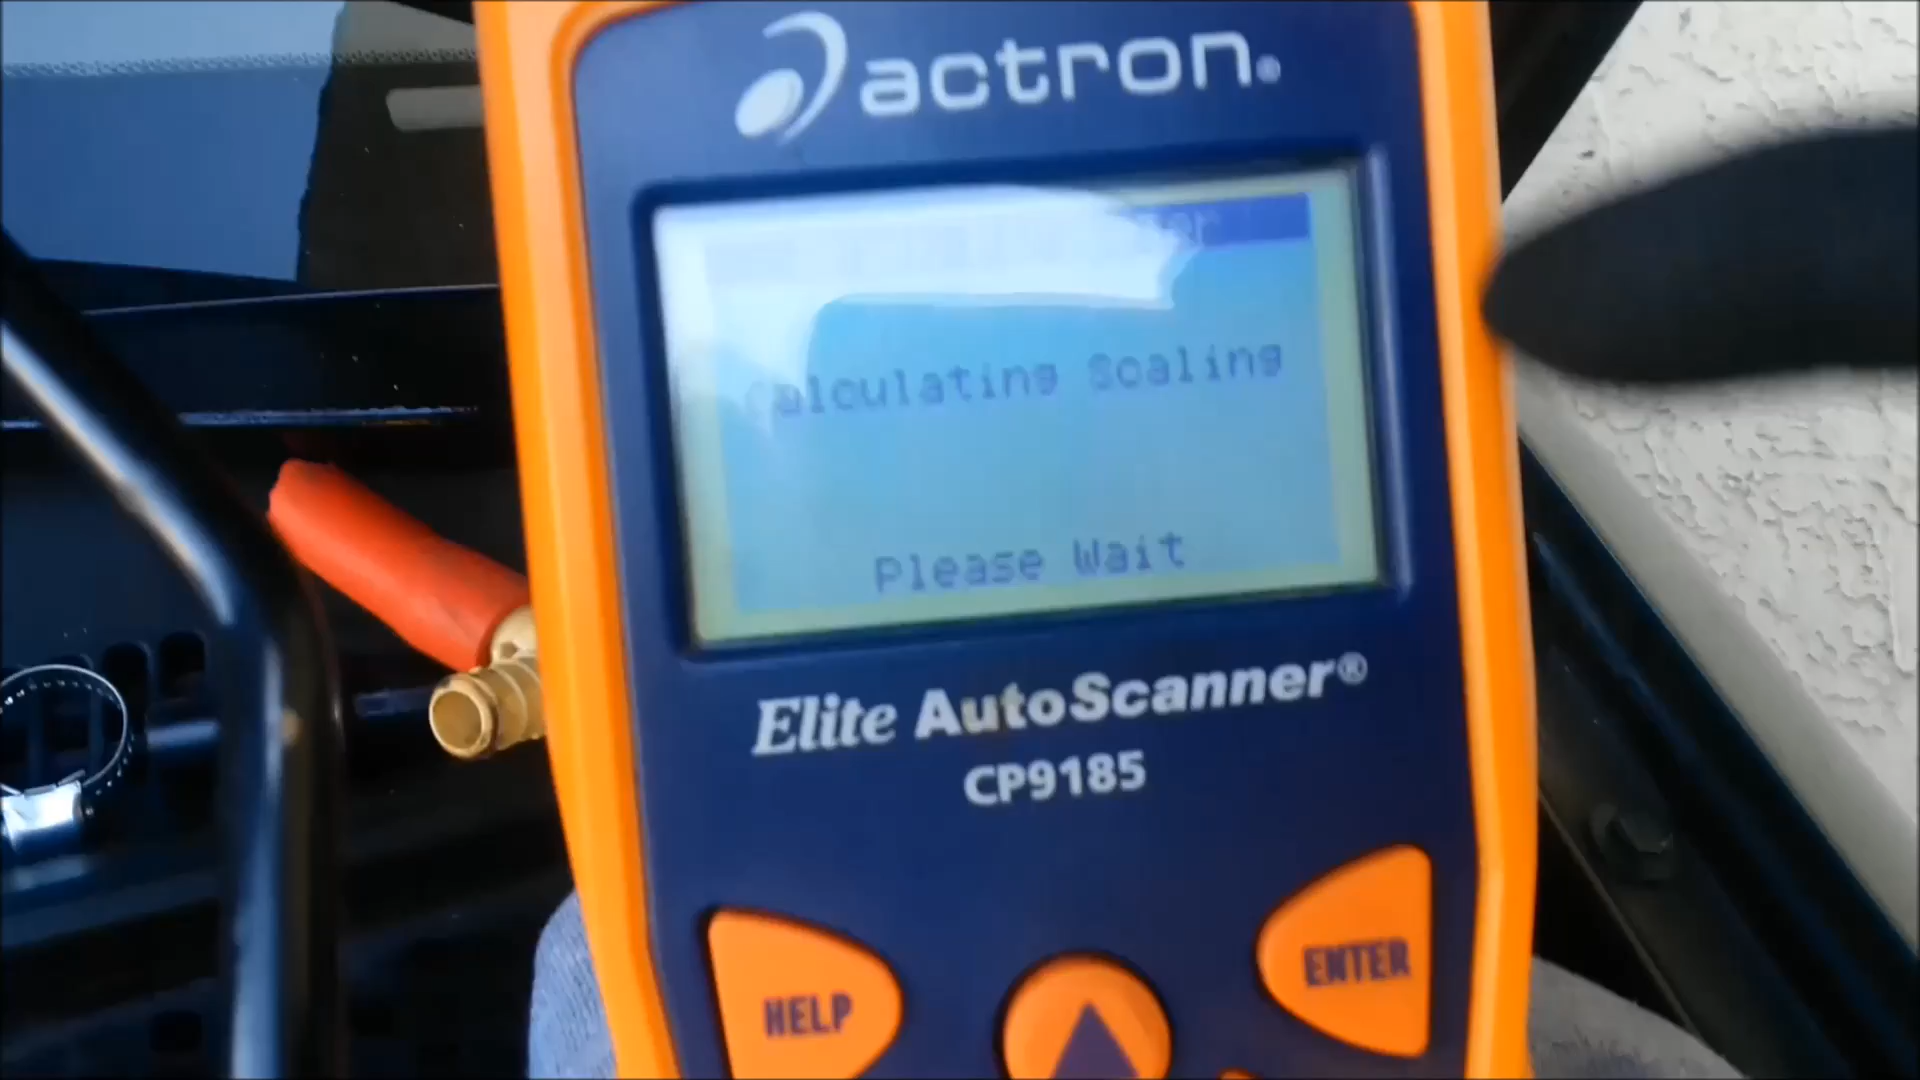 actron®
Calculating Scaling
Please Wait
Elite AutoScanner®
CP9185
HELP
ENTER